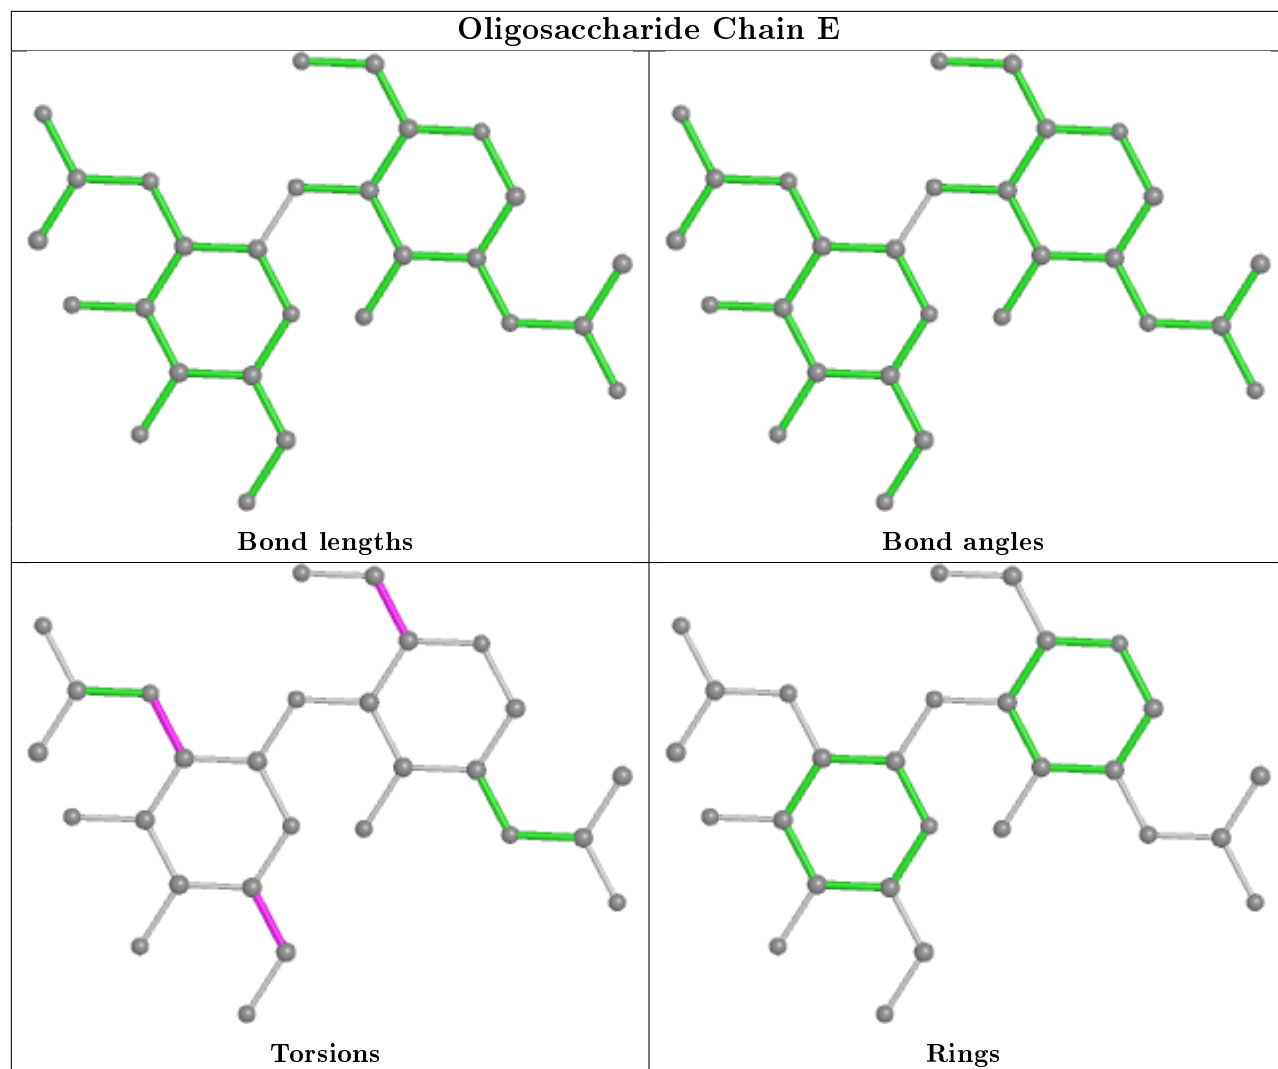 Oligosaccharide Chain E
Bond lengths
Bond angles
Torsions
Rings